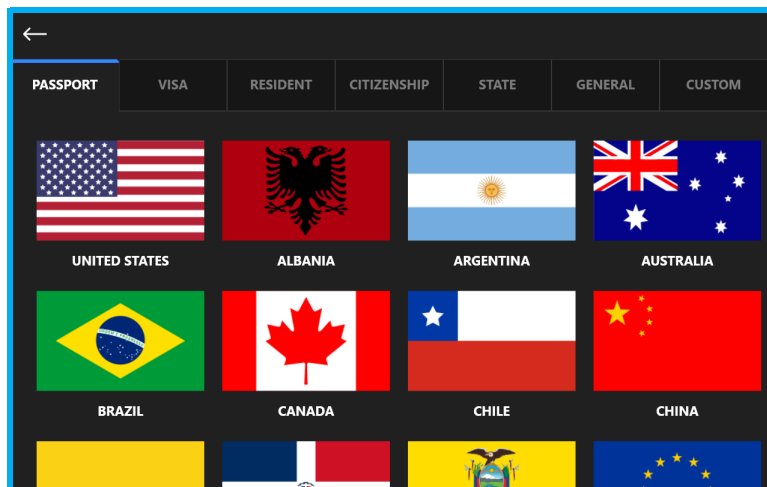 PASSPORT VISA RESIDENT CITIZENSHIP STATE GENERAL CUSTOM
UNITED STATES ALBANIA ARGENTINA AUSTRALIA
BRAZIL CANADA CHILE CHINA